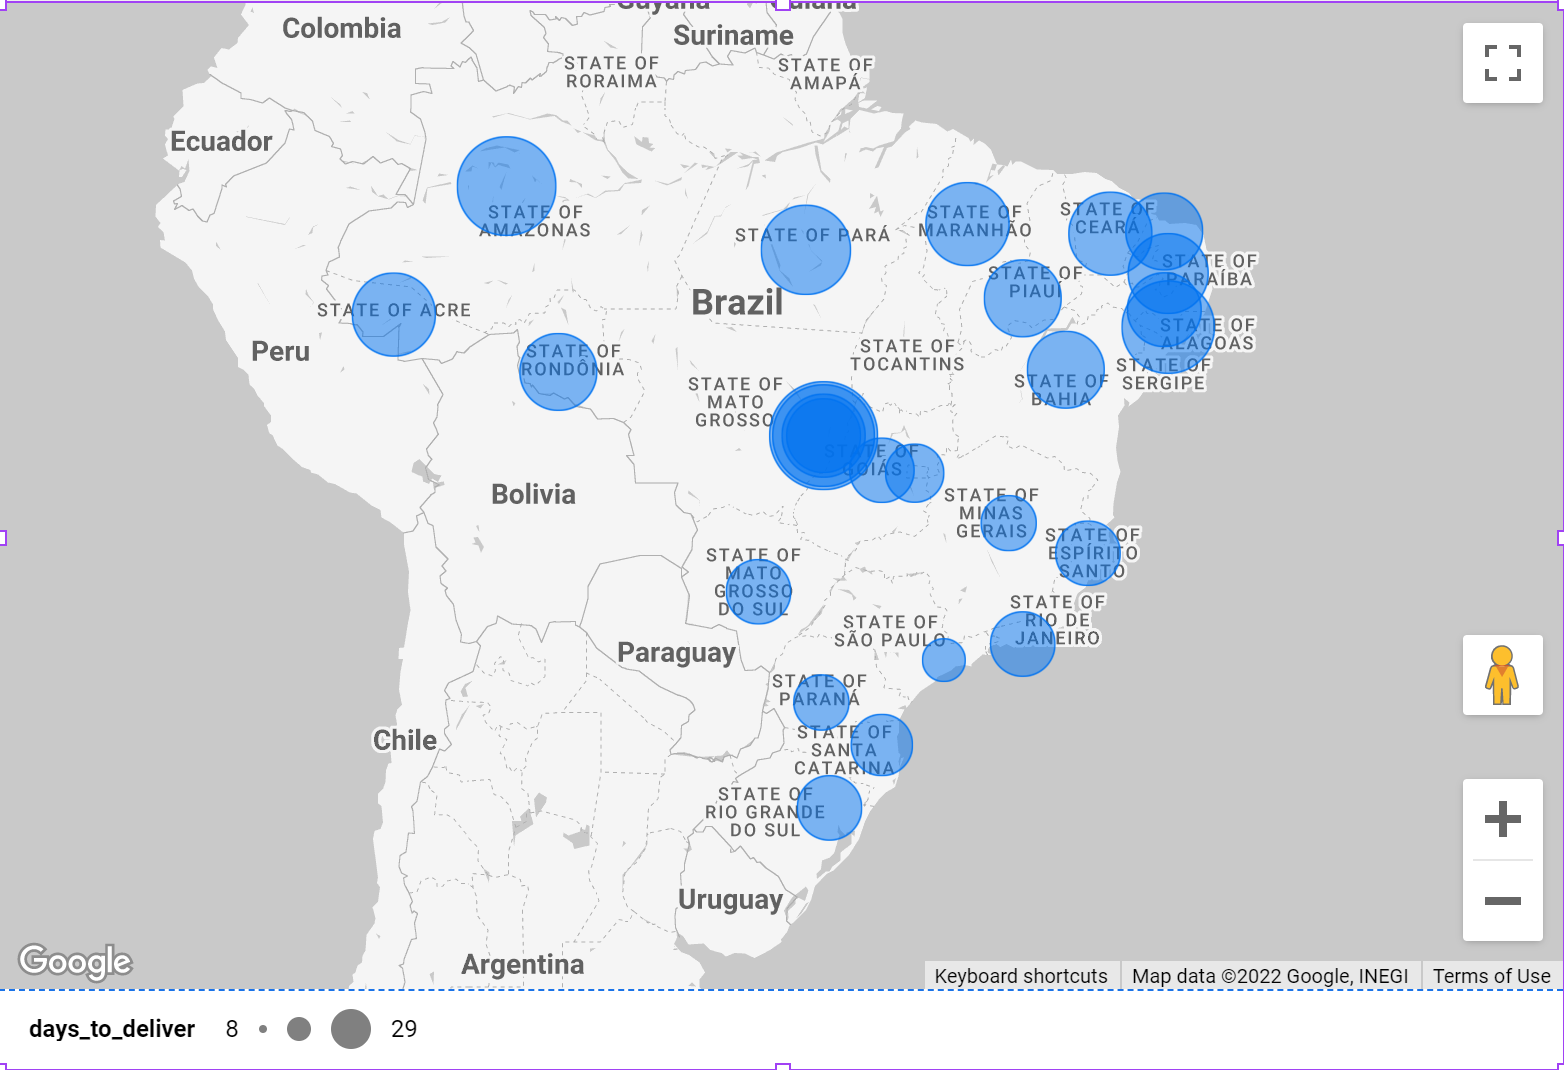 Guyana
Colombia
Suriname
STATE OF
RORAIMA
STATE OF
AMAPÁ
Ecuador
STATE OF
AMAZONAS
STATE OF PARÁ
STATE OF
MARANHÃO
STATE OF
CEARÁ
STATE OF
PARAÍBA
STATE OF
PIAUÍ
Brazil
STATE OF ACRE
STATE OF
ALAGOAS
Peru
STATE OF
RONDÔNIA
STATE OF
TOCANTINS
STATE OF
SERGIPE
STATE OF
BAHIA
STATE OF
MATO
GROSSO
STATE OF
GOIÁS
Bolivia
STATE OF
MINAS
GERAIS
STATE OF
ESPÍRITO
SANTO
STATE OF
MATO
GROSSO
DO SUL
STATE OF
RIO DE
JANEIRO
STATE OF
SÃO PAULO
Paraguay
STATE OF
PARANÁ
Chile
STATE OF
SANTA
CATARINA
STATE OF
RIO GRANDE
DO SUL
Uruguay
Argentina
Google
Keyboard shortcuts
Map data ©2022 Google, INEGI
Terms of Use
days_to_deliver 8 29